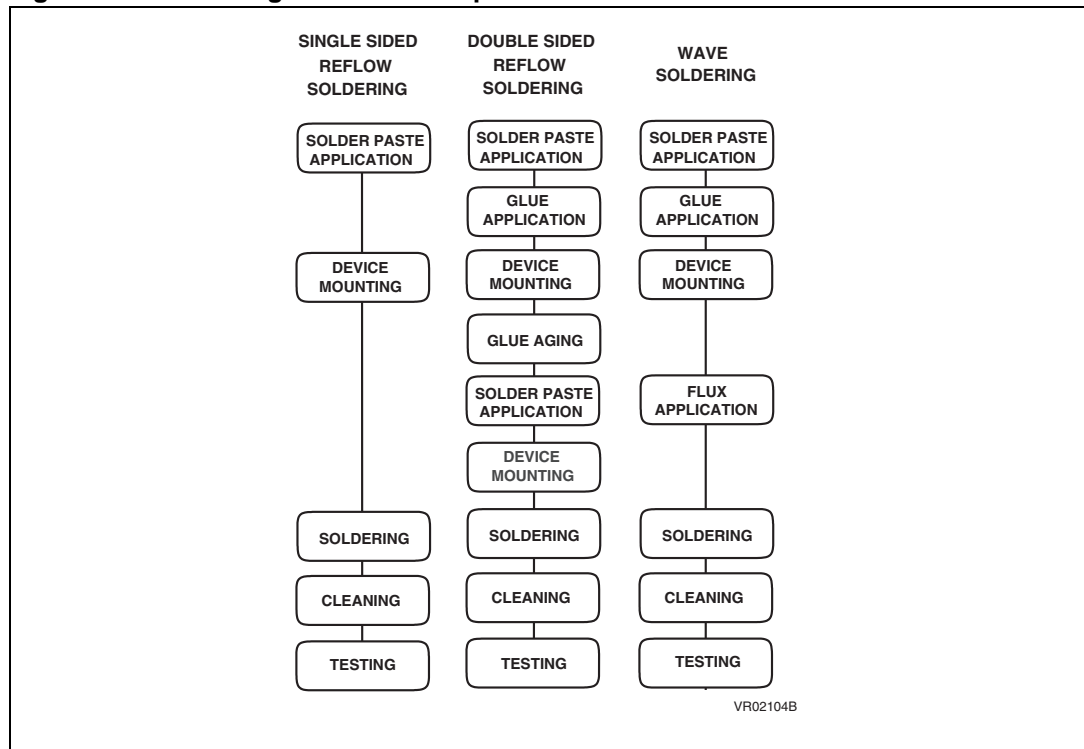 SINGLE SIDED
REFLOW
SOLDERING
SOLDER PASTE
APPLICATION
DEVICE
MOUNTING
SOLDERING
CLEANING
TESTING
DOUBLE SIDED
REFLOW
SOLDERING
SOLDER PASTE
APPLICATION
GLUE
APPLICATION
DEVICE
MOUNTING
GLUE AGING
SOLDER PASTE
APPLICATION
DEVICE
MOUNTING
SOLDERING
CLEANING
TESTING
WAVE
SOLDERING
SOLDER PASTE
APPLICATION
GLUE
APPLICATION
DEVICE
MOUNTING
FLUX
APPLICATION
SOLDERING
CLEANING
TESTING
VR02104B